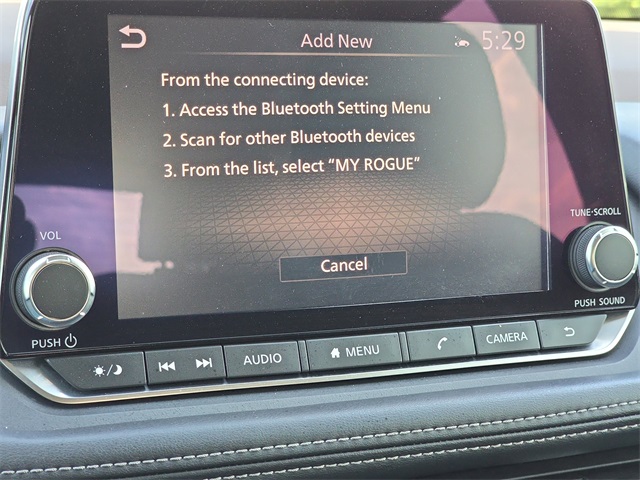 Add New
5:29
From the connecting device:
1. Access the Bluetooth Setting Menu
2. Scan for other Bluetooth devices
3. From the list, select “MY ROGUE”
Cancel
VOL
PUSH
TUNE·SCROLL
PUSH SOUND
AUDIO
MENU
CAMERA